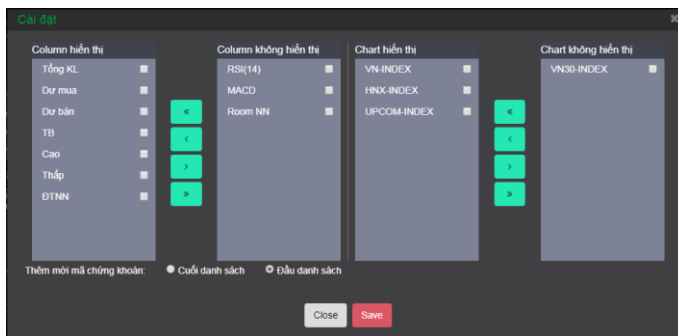 Cài đặt
Column hiển thị
Tổng KL
Dư mua
Dư bán
TB
Cao
Thấp
ĐTNN
Column không hiển thị
RSI(14)
MACD
Room NN
Chart hiển thị
VN-INDEX
HNX-INDEX
UPCOM-INDEX
Chart không hiển thị
VN30-INDEX
Thêm mới mã chứng khoán: Cuối danh sách Đầu danh sách
Close Save